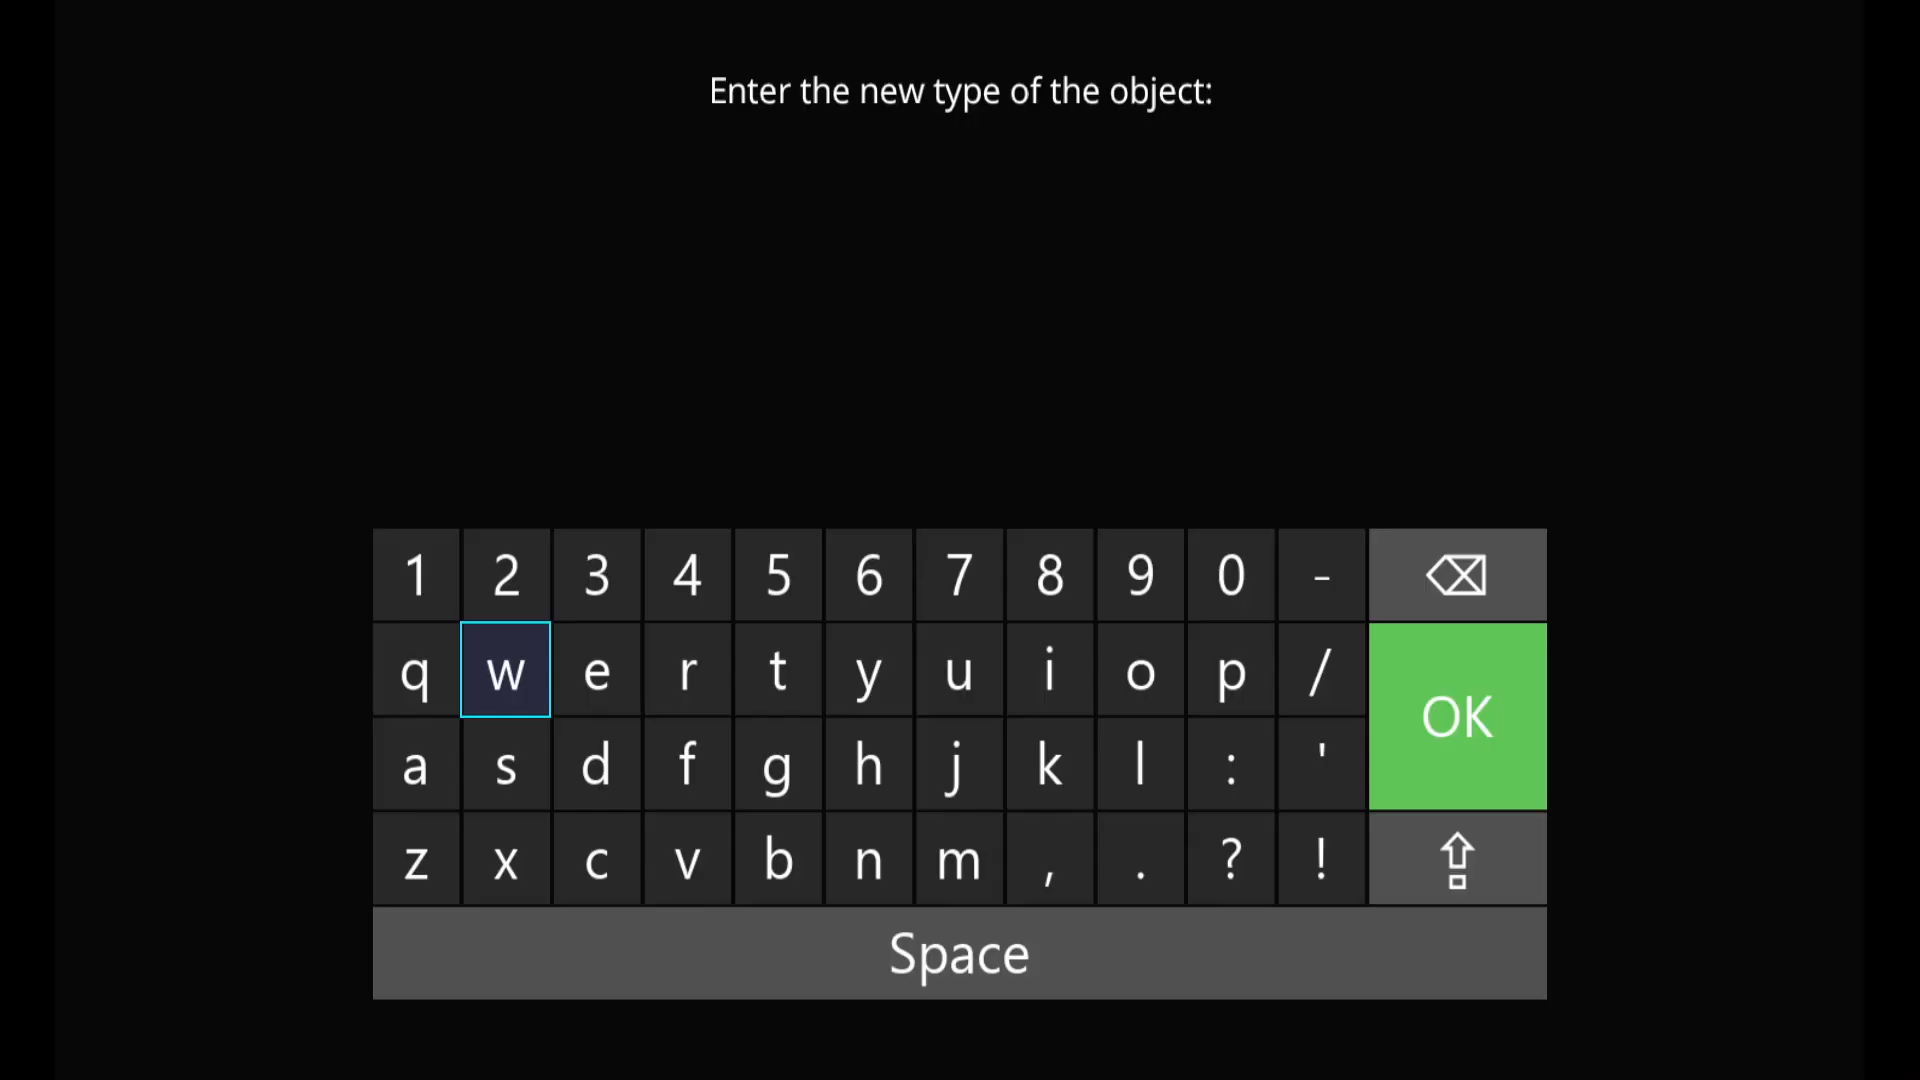 Enter the new type of the object:
1 2 3 4 5 6 7 8 9 0 -
q w e r t y u i o p /
OK
a s d f g h j k l : '
z x c v b n m , . ? !
Space